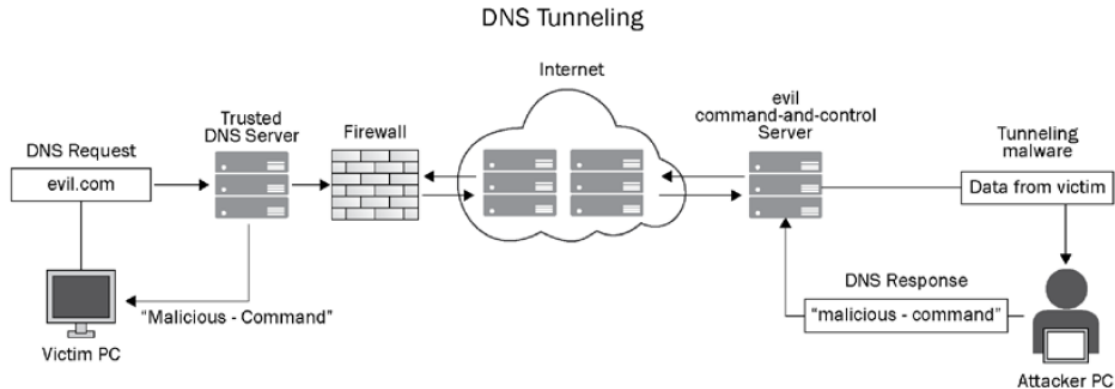 DNS Tunneling
Internet
evil
command-and-control
Server
Trusted
DNS Server
Firewall
Tunneling
malware
DNS Request
evil.com
Data from victim
DNS Response
"malicious - command"
"Malicious - Command"
Victim PC
Attacker PC